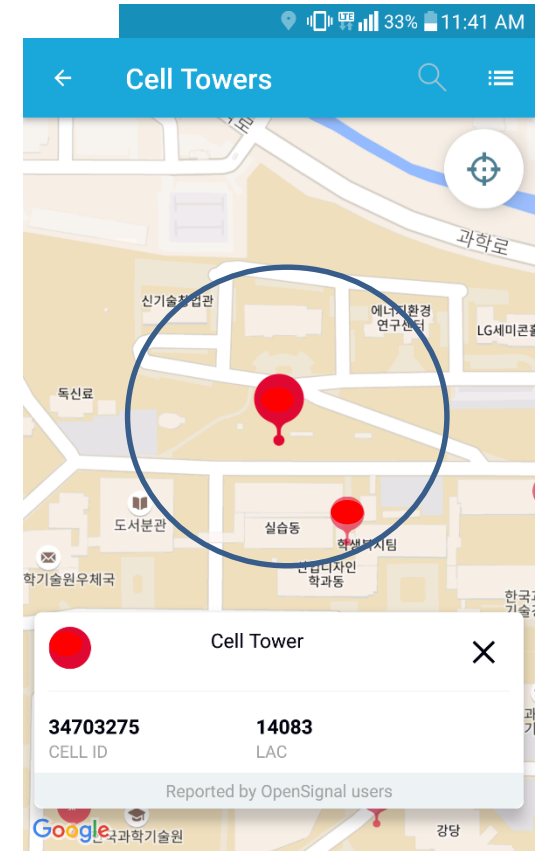 LTE 33% 11:41 AM
Cell Towers
과학로
신기술창업관
에너지환경
연구센터
LG세미콘홀
독신료
도서분관
실습동
학생복지팀
학기술원우체국
산업디자인
학과동
한국
기술
Cell Tower
34703275
14083
CELL ID
LAC
Reported by OpenSignal users
Google
국과학기술원
강당